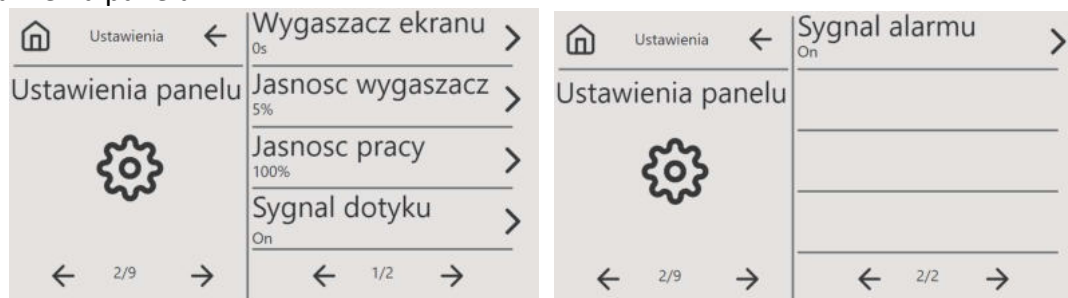 Ustawienia
Wygaszacz ekranu
0s
Ustawienia panelu
Jasnosc wygaszacz
5%
Jasnosc pracy
100%
Sygnal dotyku
On
2/9
1/2
Ustawienia
Sygnal alarmu
On
Ustawienia panelu
2/9
2/2